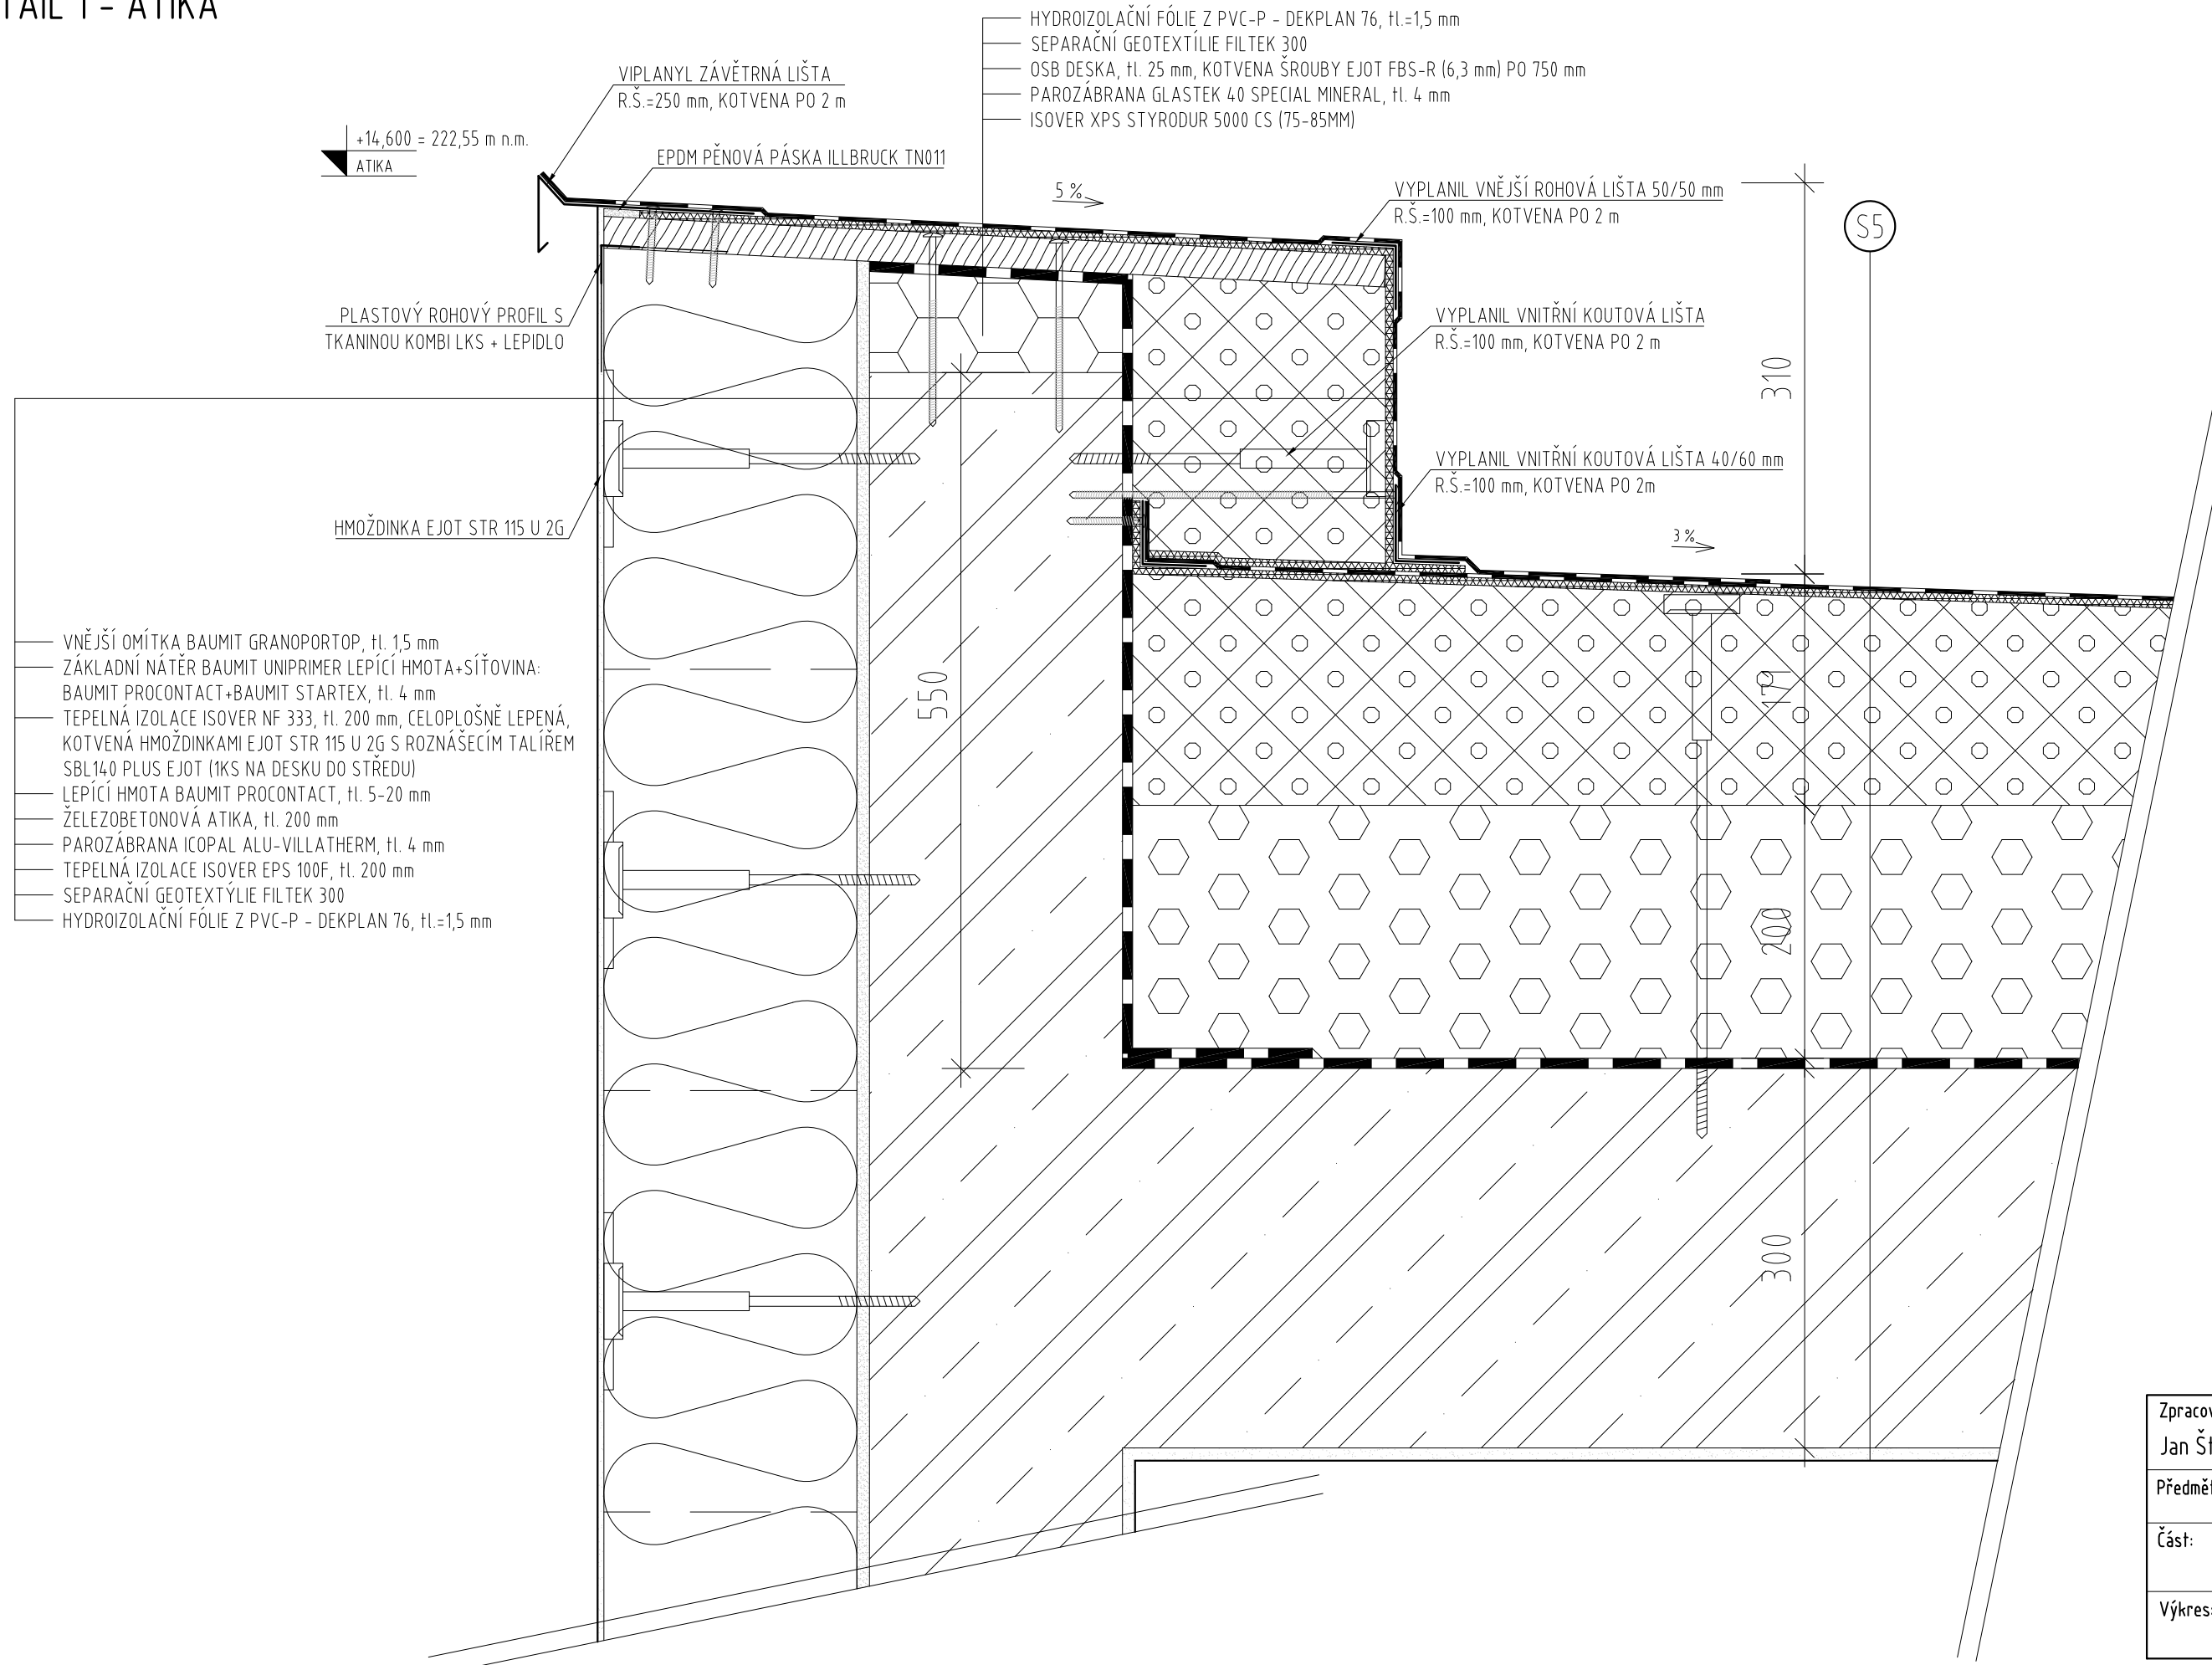 TAIL 1 - ATIKA
HYDROIZOLAČNÍ FÓLIE Z PVC-P - DEKPLAN 76, tl.=1,5 mm
SEPARAČNÍ GEOTEXTÍLIE FILTEK 300
OSB DESKA, tl. 25 mm, KOTVENA ŠROUBY EJOT FBS-R (6,3 mm) PO 750 mm
PAROZÁBRANA GLASTEK 40 SPECIAL MINERAL, tl. 4 mm
ISOVER XPS STYRODUR 5000 CS (75-85MM)
VIPLANYL ZÁVĚTRNÁ LIŠTA
R.Š.=250 mm, KOTVENA PO 2 m
+14,600 = 222,55 m n.m.
ATIKA
EPDM PĚNOVÁ PÁSKA ILLBRUCK TN011
5 %
VYPLANIL VNĚJŠÍ ROHOVÁ LIŠTA 50/50 mm
R.Š.=100 mm, KOTVENA PO 2 m
S5
PLASTOVÝ ROHOVÝ PROFIL S
TKANINOU KOMBI LKS + LEPIDLO
VYPLANIL VNITŘNÍ KOUTOVÁ LIŠTA
R.Š.=100 mm, KOTVENA PO 2 m
310
VYPLANIL VNITŘNÍ KOUTOVÁ LIŠTA 40/60 mm
R.Š.=100 mm, KOTVENA PO 2m
HMOŽDINKA EJOT STR 115 U 2G
3 %
VNĚJŠÍ OMÍTKA BAUMIT GRANOPORTOP, tl. 1,5 mm
ZÁKLADNÍ NÁTĚR BAUMIT UNIPRIMER LEPÍCÍ HMOTA+SÍŤOVINA:
BAUMIT PROCONTACT+BAUMIT STARTEX, tl. 4 mm
TEPELNÁ IZOLACE ISOVER NF 333, tl. 200 mm, CELOPLOŠNĚ LEPENÁ,
KOTVENÁ HMOŽDINKAMI EJOT STR 115 U 2G S ROZNÁŠECÍM TALÍŘEM
SBL140 PLUS EJOT (1KS NA DESKU DO STŘEDU)
LEPÍCÍ HMOTA BAUMIT PROCONTACT, tl. 5-20 mm
ŽELEZOBETONOVÁ ATIKA, tl. 200 mm
PAROZÁBRANA ICOPAL ALU-VILLATHERM, tl. 4 mm
TEPELNÁ IZOLACE ISOVER EPS 100F, tl. 200 mm
SEPARAČNÍ GEOTEXTÝLIE FILTEK 300
HYDROIZOLAČNÍ FÓLIE Z PVC-P - DEKPLAN 76, tl.=1,5 mm
550
177
200
300
Zpracov
Jan Št
Předmět
Část:
Výkres: